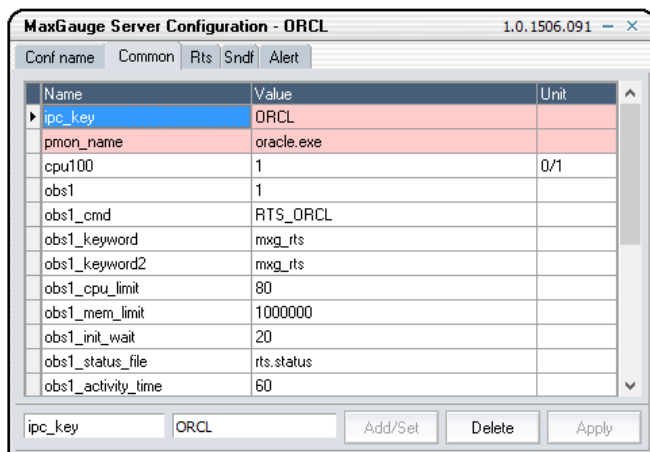 MaxGauge Server Configuration - ORCL 1.0.1506.091
Conf name Common Rts Sndf Alert
Name Value Unit
ipc_key ORCL
pmon_name oracle.exe
cpu100 1 0/1
obs1 1
obs1_cmd RTS_ORCL
obs1_keyword mxg_rts
obs1_keyword2 mxg_rts
obs1_cpu_limit 80
obs1_mem_limit 1000000
obs1_init_wait 20
obs1_status_file rts.status
obs1_activity_time 60
ipc_key ORCL Add/Set Delete Apply